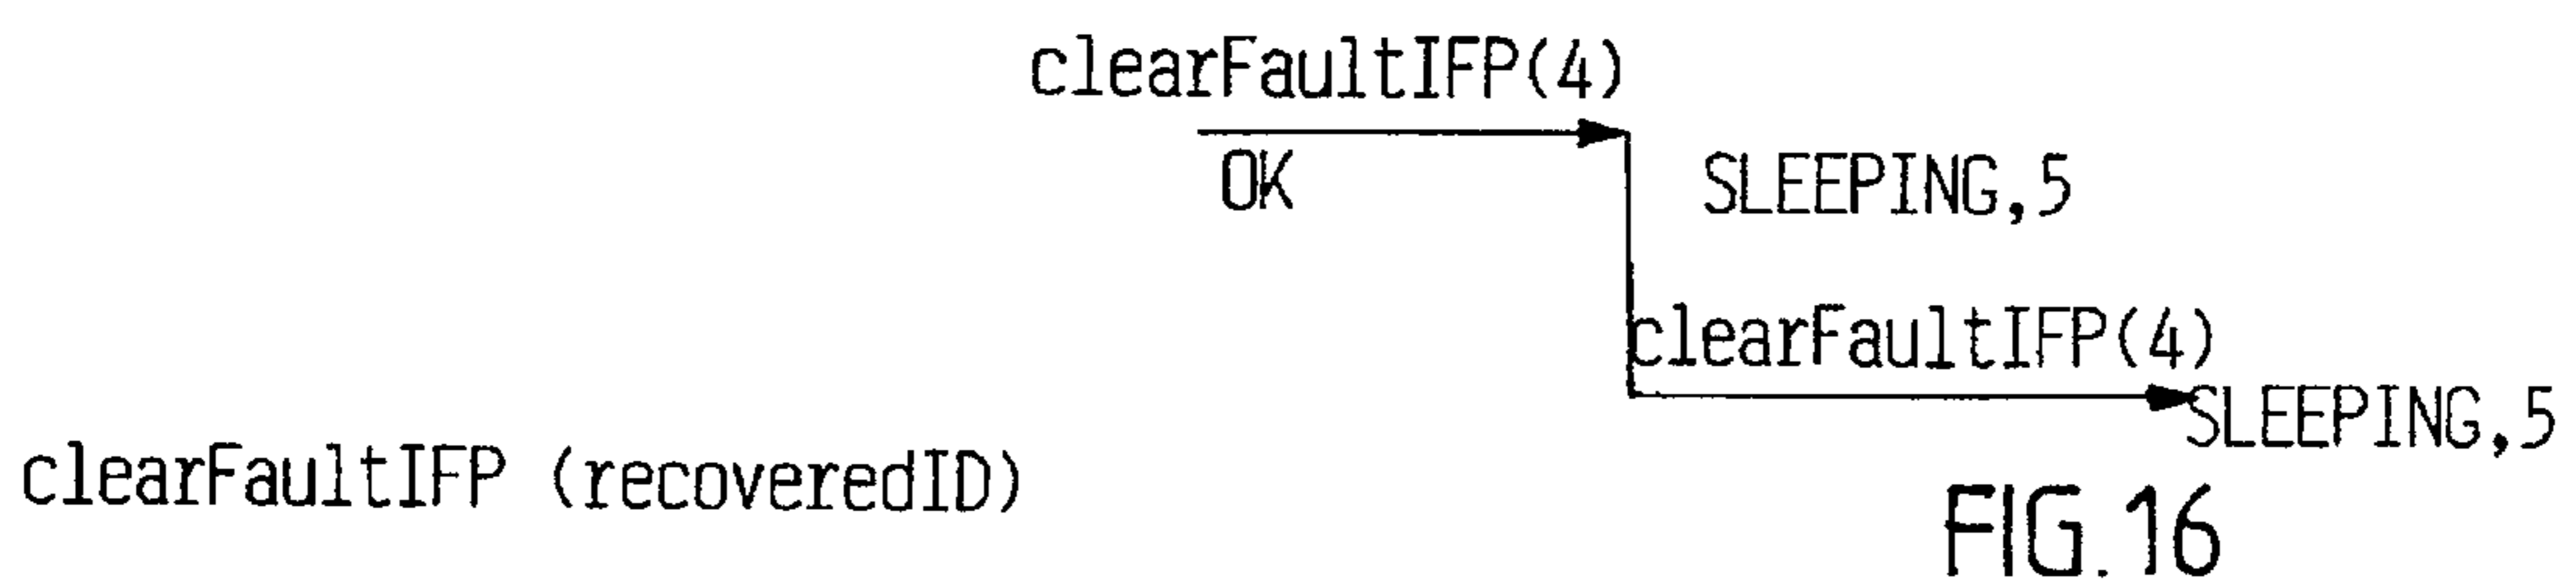 clearFaultIFP(4)
OK
SLEEPING,5
clearFaultIFP(4)
SLEEPING,5
clearFaultIFP (recoveredID)
FIG.16